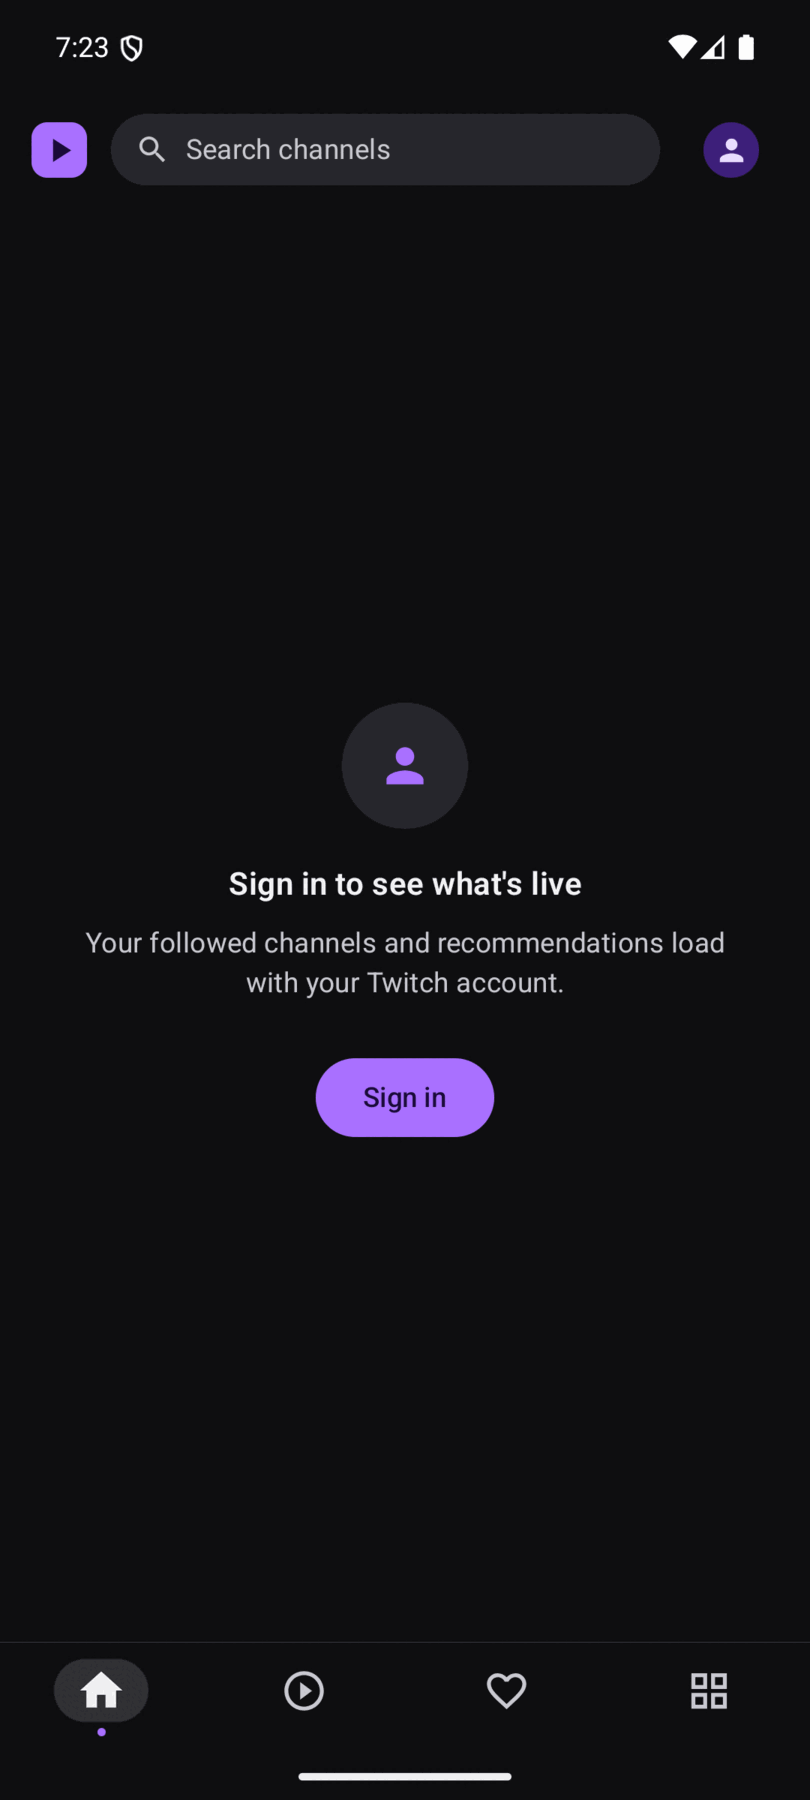 7:23
Search channels
Sign in to see what's live
Your followed channels and recommendations load
with your Twitch account.
Sign in